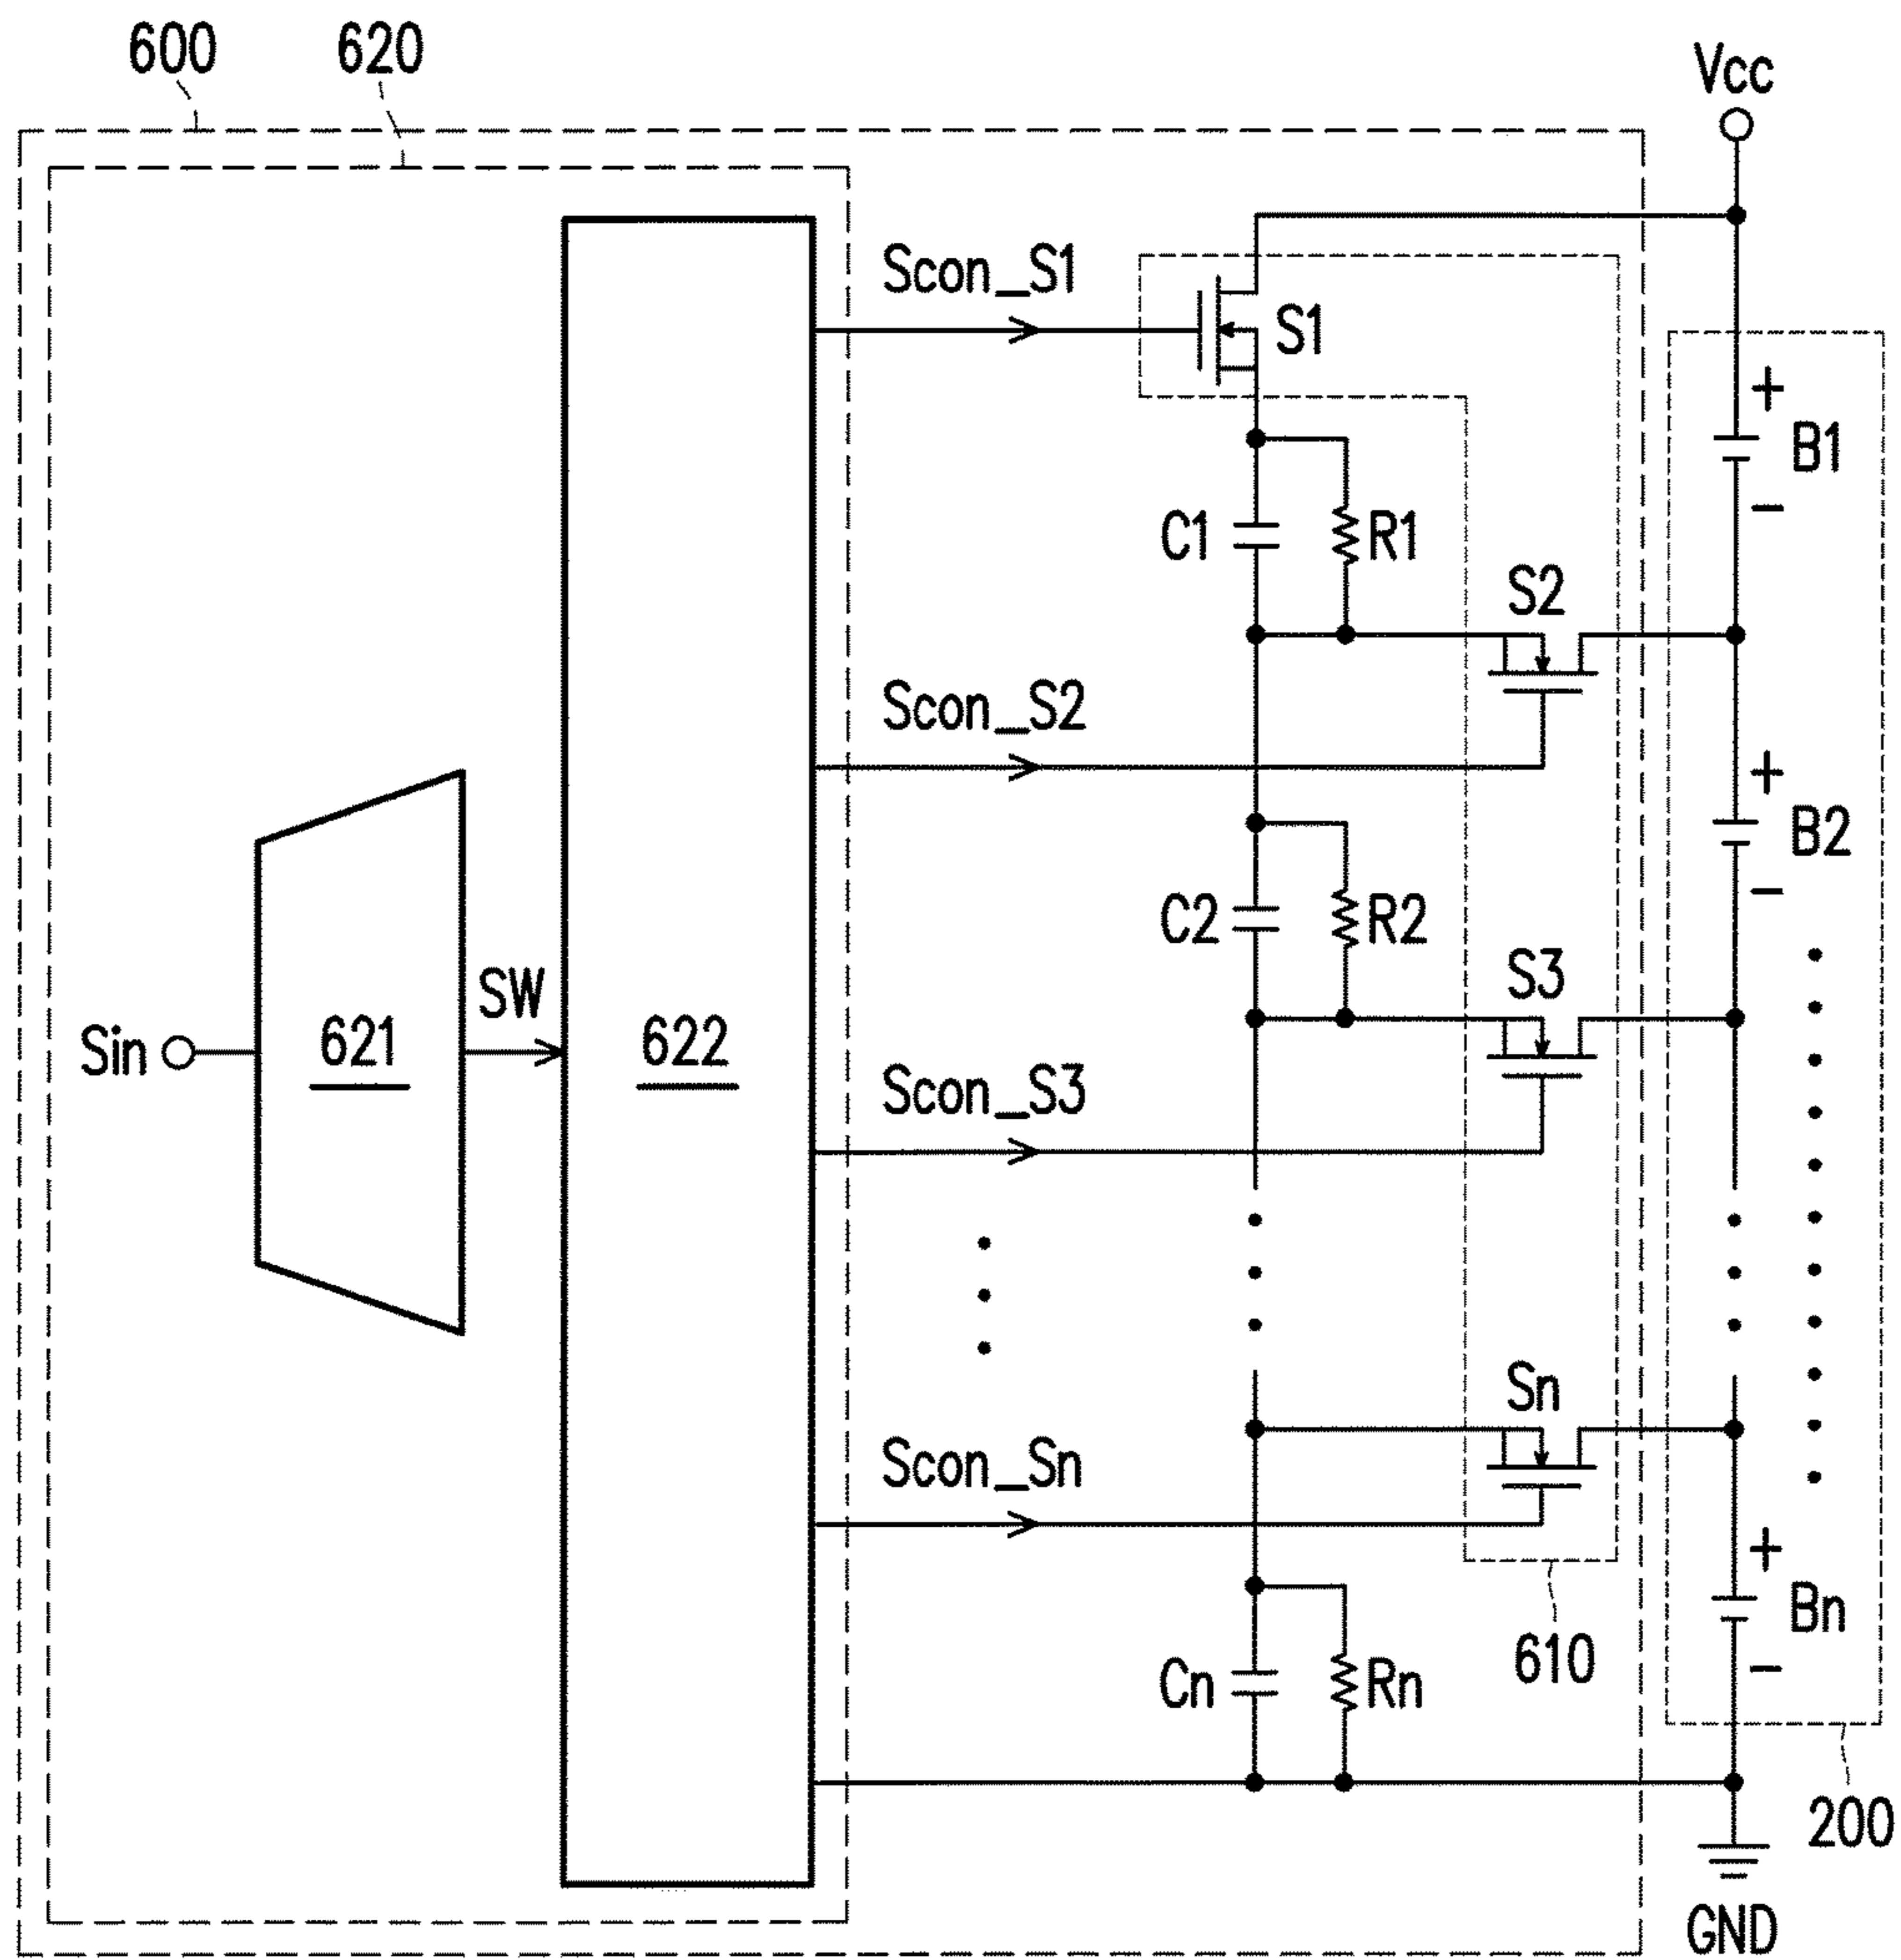 600
620
Vcc
Scon_S1
S1
+
B1
-
C1
R1
S2
Scon_S2
+
B2
-
C2
R2
S3
SW
Sin
621
622
Scon_S3
Sn
Scon_Sn
+
Bn
-
610
Cn
Rn
200
GND